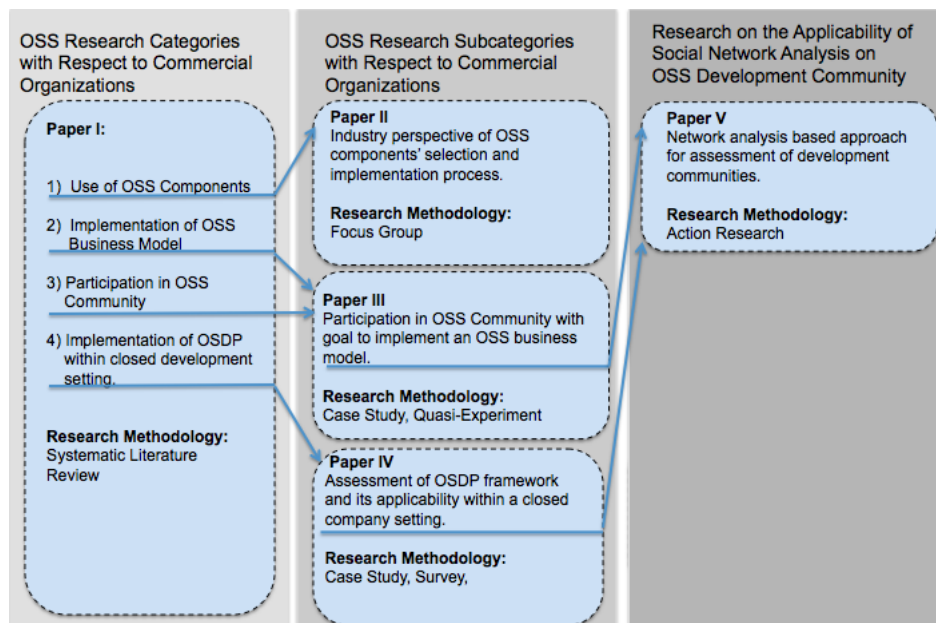 OSS Research Categories
with Respect to Commercial
Organizations
Paper I:
1) Use of OSS Components
2) Implementation of OSS
Business Model
3) Participation in OSS
Community
4) Implementation of OSDP
within closed development
setting.
Research Methodology:
Systematic Literature
Review
OSS Research Subcategories
with Respect to Commercial
Organizations
Paper II
Industry perspective of OSS
components' selection and
implementation process.
Research Methodology:
Focus Group
Paper III
Participation in OSS Community with
goal to implement an OSS business
model.
Research Methodology:
Case Study, Quasi-Experiment
Paper IV
Assessment of OSDP framework
and its applicability within a closed
company setting.
Research Methodology:
Case Study, Survey,
Research on the Applicability of
Social Network Analysis on
OSS Development Community
Paper V
Network analysis based approach
for assessment of development
communities.
Research Methodology:
Action Research